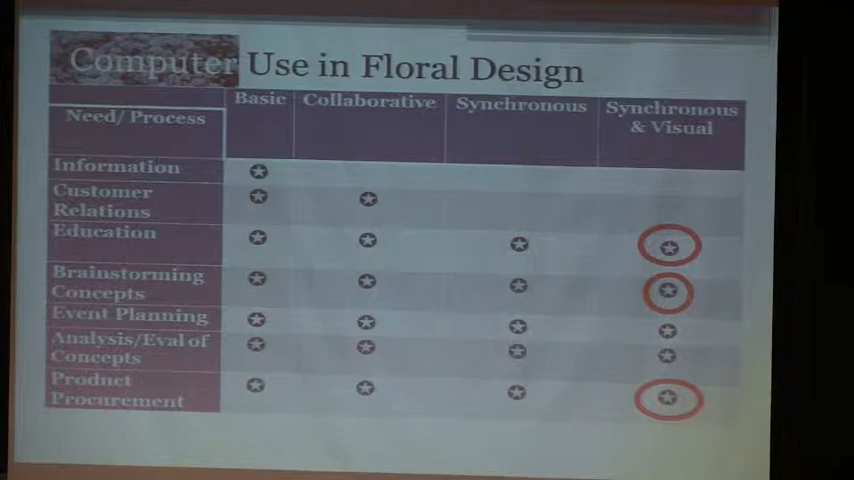 Computer Use in Floral Design
Need/ Process
Basic
Collaborative
Synchronous
Synchronous
& Visual
Information
Customer
Relations
Education
Brainstorming
Concepts
Event Planning
Analysis/Eval of
Concepts
Product
Procurement